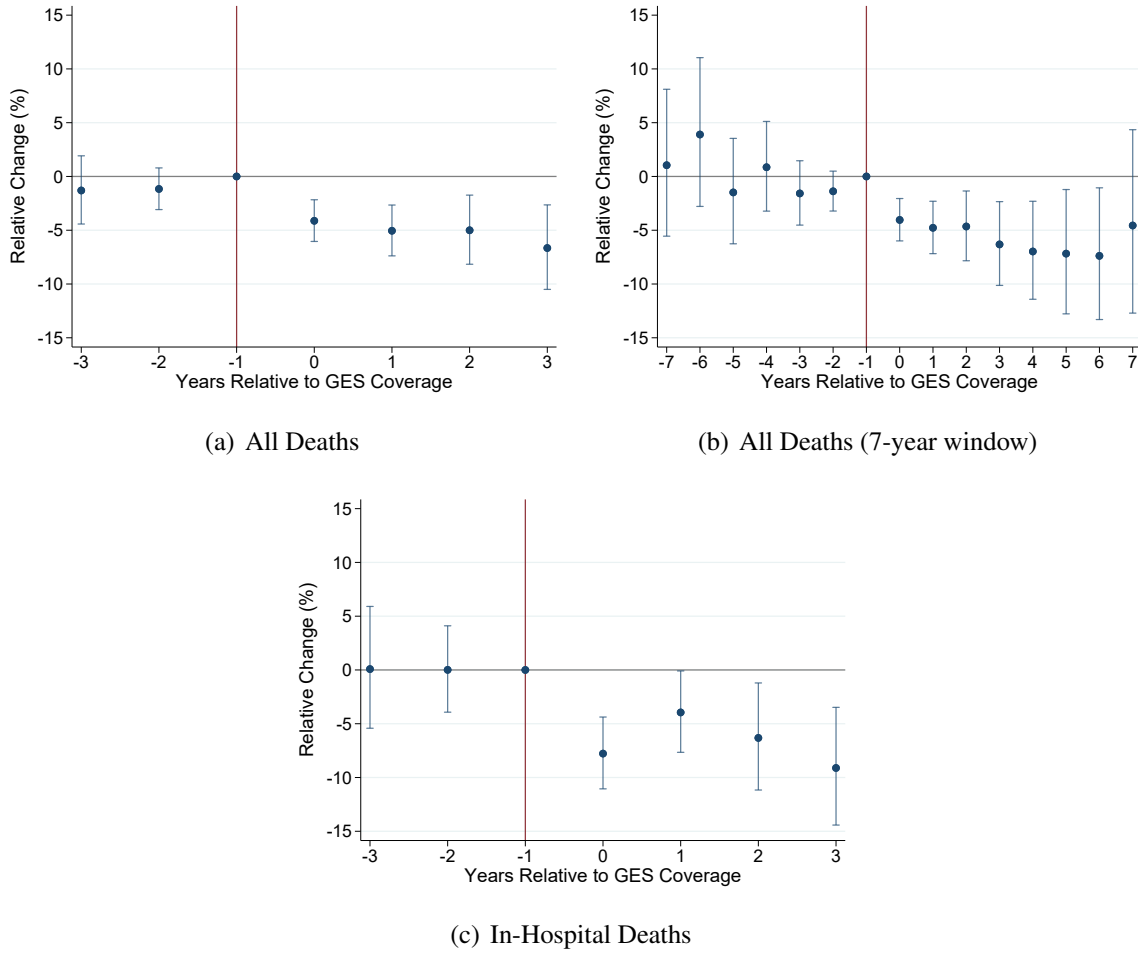 15
10
5
0
-5
-10
-15
Relative Change (%)
-3 -2 -1 0 1 2 3
Years Relative to GES Coverage
(a) All Deaths
15
10
5
0
-5
-10
-15
Relative Change (%)
-7 -6 -5 -4 -3 -2 -1 0 1 2 3 4 5 6 7
Years Relative to GES Coverage
(b) All Deaths (7-year window)
15
10
5
0
-5
-10
-15
Relative Change (%)
-3 -2 -1 0 1 2 3
Years Relative to GES Coverage
(c) In-Hospital Deaths